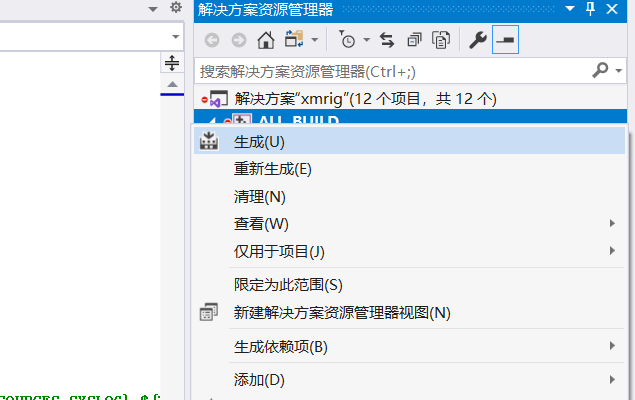 解决方案资源管理器
搜索解决方案资源管理器(Ctrl+;)
解决方案"xmrig"(12 个项目，共 12 个)
ALL_BUILD
生成(U)
重新生成(E)
清理(N)
查看(W)
仅用于项目(J)
限定为此范围(S)
新建解决方案资源管理器视图(N)
生成依赖项(B)
添加(D)
SOURCES_SYSLOG} ${